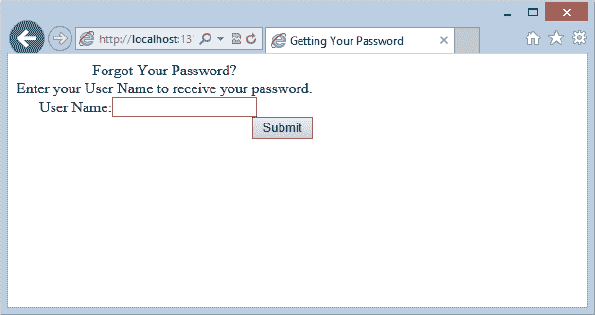 http://localhost:13
Getting Your Password
Forgot Your Password?
Enter your User Name to receive your password.
User Name:
Submit